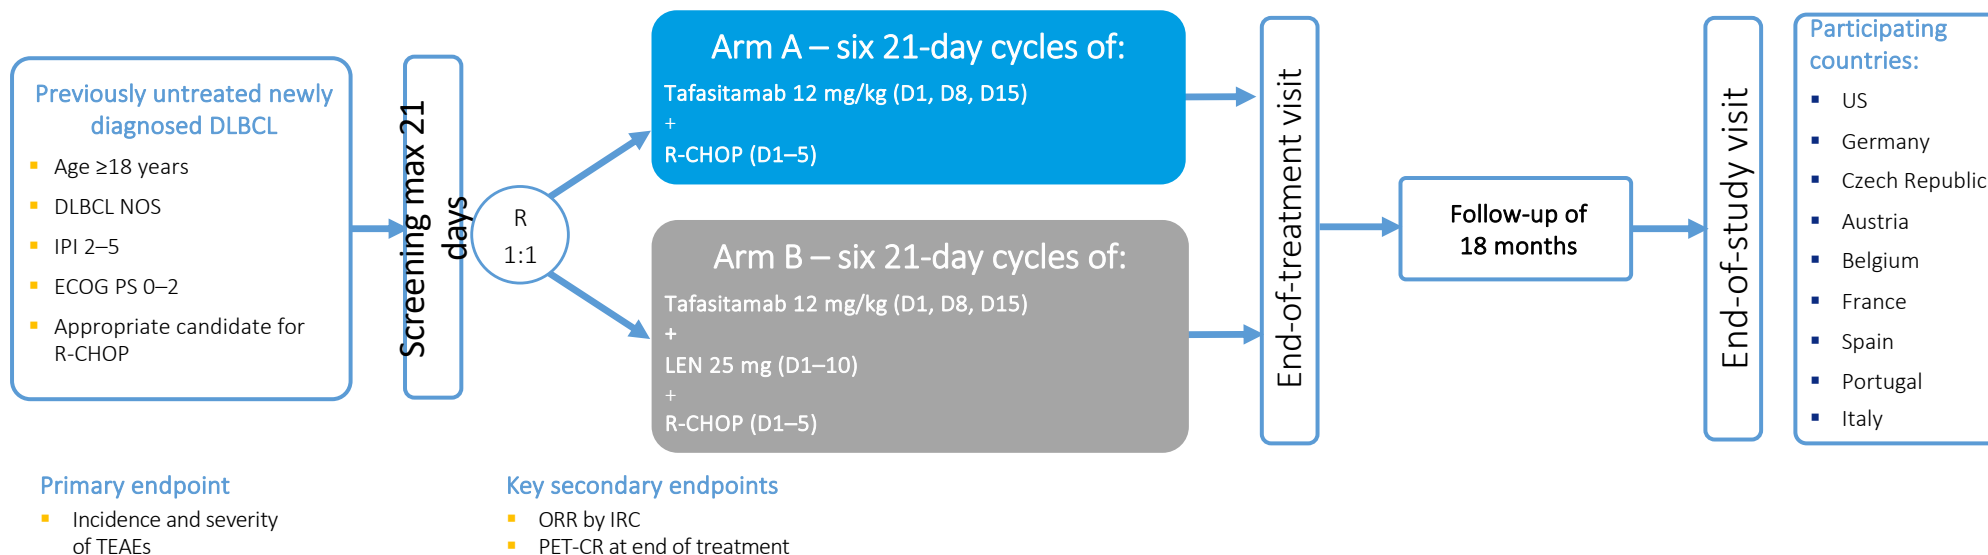 Previously untreated newly
diagnosed DLBCL
Age ≥18 years
DLBCL NOS
IPI 2–5
ECOG PS 0–2
Appropriate candidate for
R-CHOP
Screening max 21
days
R
1:1
Arm A – six 21-day cycles of:
Tafasitamab 12 mg/kg (D1, D8, D15)
+
R-CHOP (D1–5)
Arm B – six 21-day cycles of:
Tafasitamab 12 mg/kg (D1, D8, D15)
+
LEN 25 mg (D1–10)
+
R-CHOP (D1–5)
End-of-treatment visit
Follow-up of
18 months
End-of-study visit
Participating
countries:
US
Germany
Czech Republic
Austria
Belgium
France
Spain
Portugal
Italy
Primary endpoint
Incidence and severity
of TEAEs
Key secondary endpoints
ORR by IRC
PET-CR at end of treatment